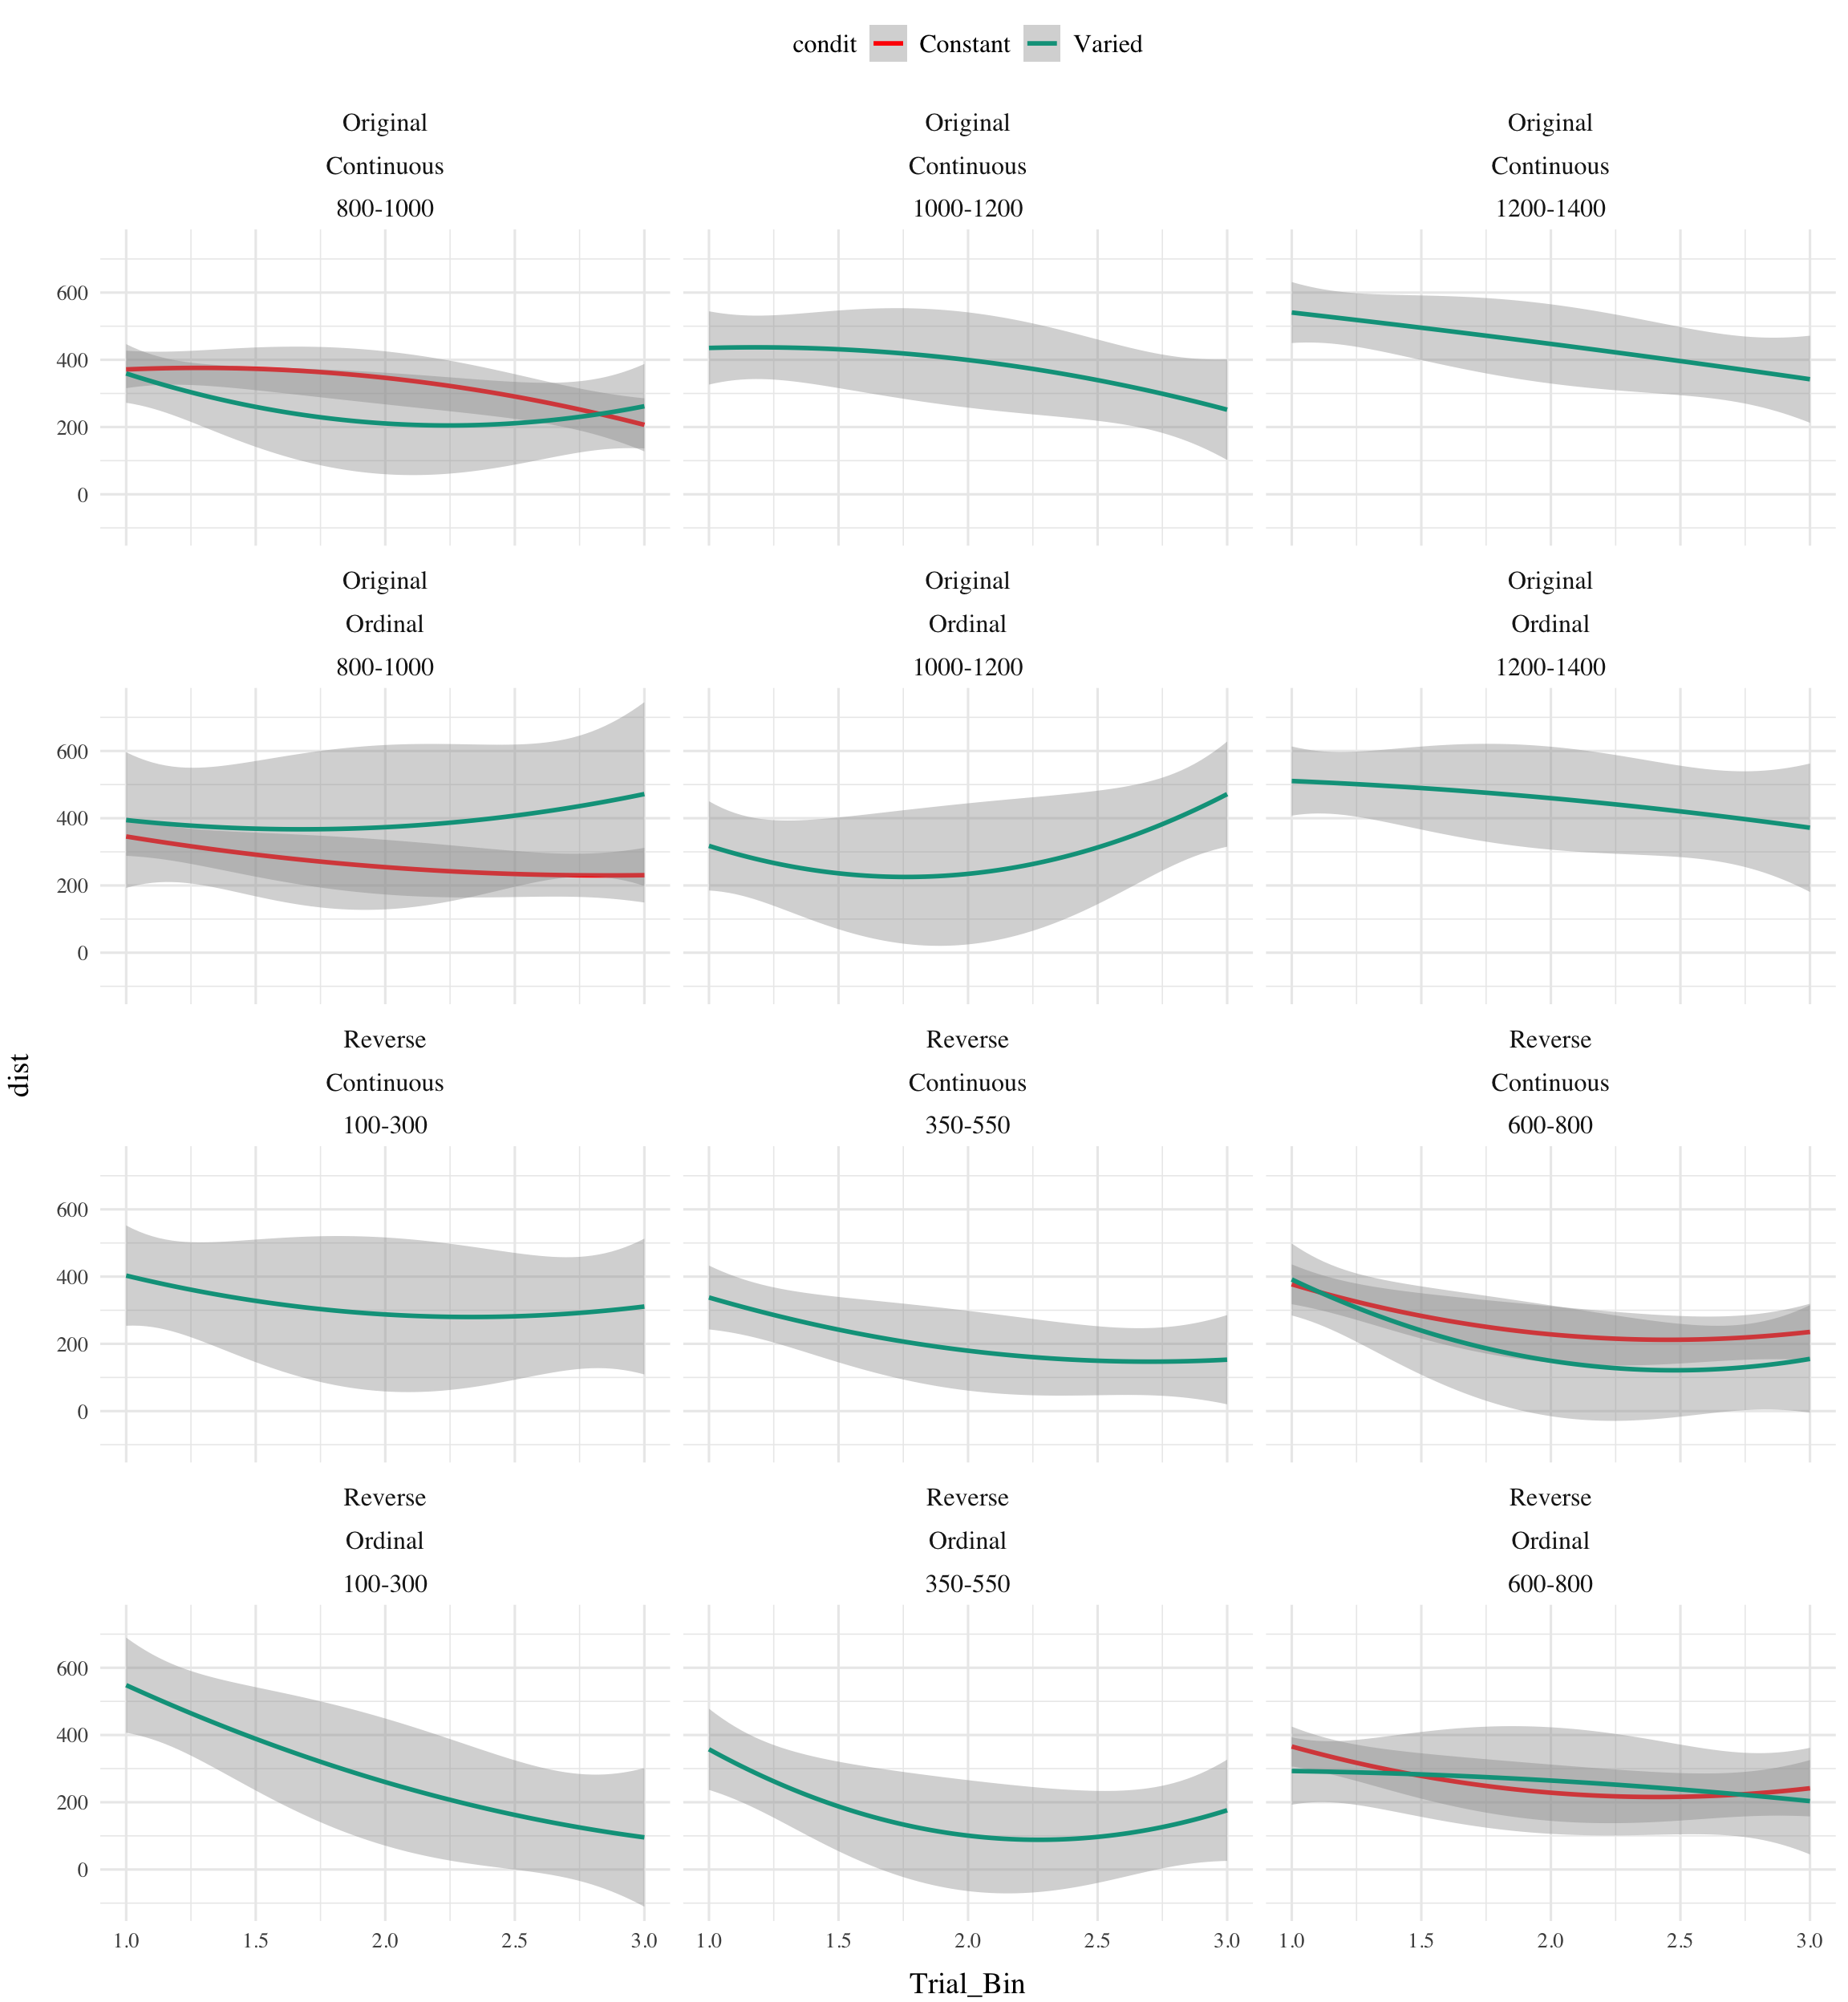 condit Constant Varied
Original Original Original
Continuous Continuous Continuous
800-1000 1000-1200 1200-1400
600
400
200
0
Original Original Original
Ordinal Ordinal Ordinal
800-1000 1000-1200 1200-1400
600
400
200
0
dist
Reverse Reverse Reverse
Continuous Continuous Continuous
100-300 350-550 600-800
600
400
200
0
Reverse Reverse Reverse
Ordinal Ordinal Ordinal
100-300 350-550 600-800
600
400
200
0
1.0 1.5 2.0 2.5 3.0 1.0 1.5 2.0 2.5 3.0 1.0 1.5 2.0 2.5 3.0
Trial_Bin